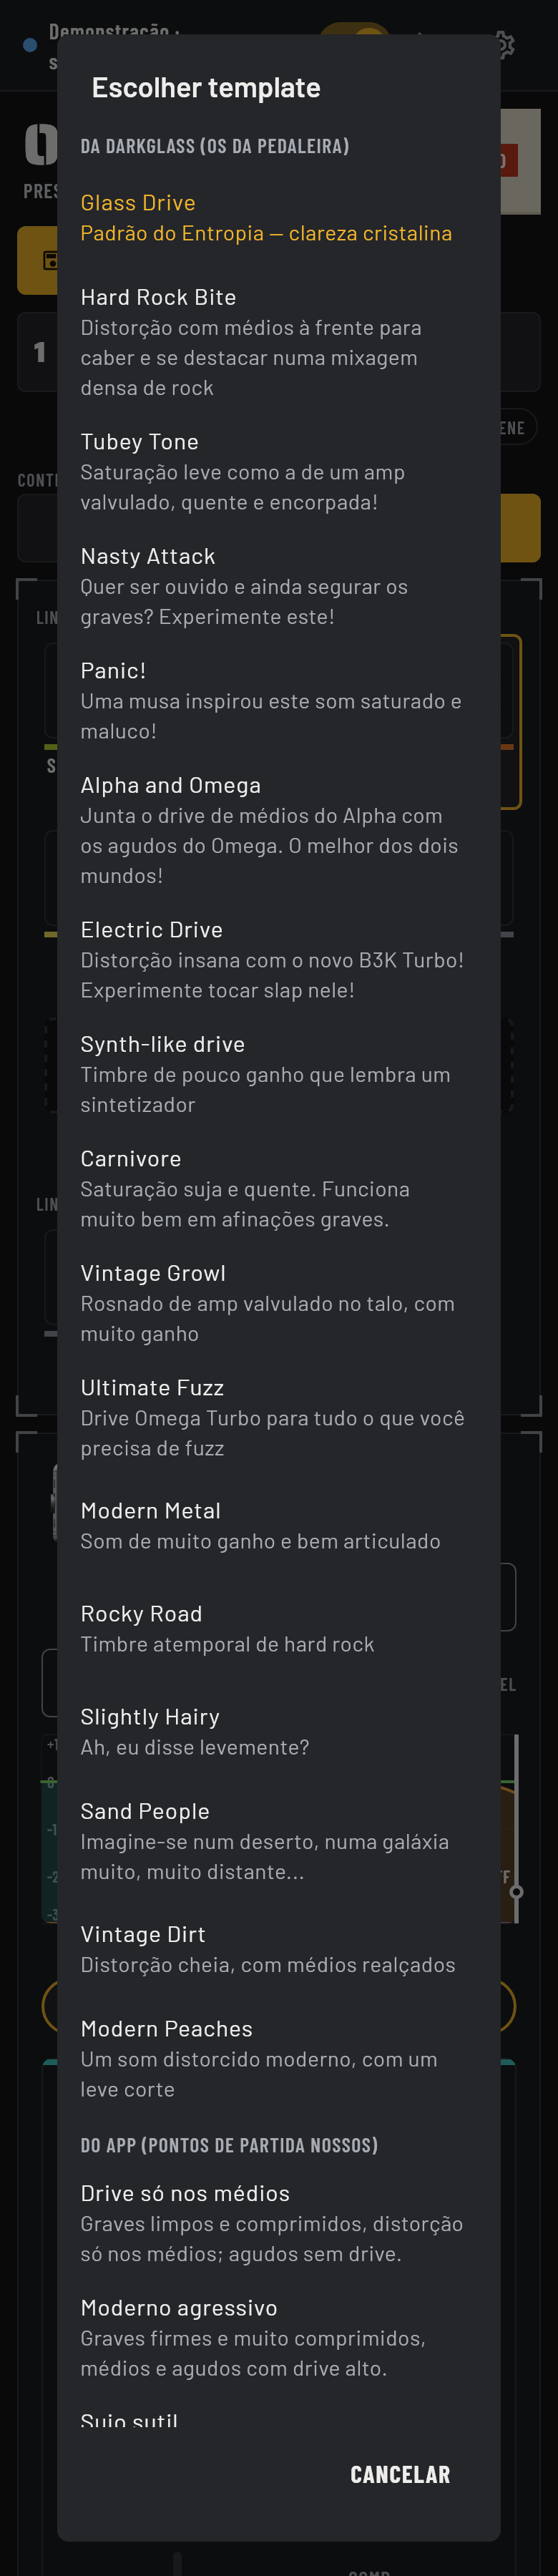 Demonstração ·
Escolher template
DA DARKGLASS (OS DA PEDALEIRA)
Glass Drive
Padrão do Entropia — clareza cristalina
Hard Rock Bite
Distorção com médios à frente para
caber e se destacar numa mixagem
densa de rock
1
Tubey Tone
Saturação leve como a de um amp
valvulado, quente e encorpada!
Nasty Attack
Quer ser ouvido e ainda segurar os
graves? Experimente este!
Panic!
Uma musa inspirou este som saturado e
maluco!
Alpha and Omega
Junta o drive de médios do Alpha com
os agudos do Omega. O melhor dos dois
mundos!
Electric Drive
Distorção insana com o novo B3K Turbo!
Experimente tocar slap nele!
Synth-like drive
Timbre de pouco ganho que lembra um
sintetizador
Carnivore
Saturação suja e quente. Funciona
muito bem em afinações graves.
Vintage Growl
Rosnado de amp valvulado no talo, com
muito ganho
Ultimate Fuzz
Drive Omega Turbo para tudo o que você
precisa de fuzz
Modern Metal
Som de muito ganho e bem articulado
Rocky Road
Timbre atemporal de hard rock
Slightly Hairy
Ah, eu disse levemente?
Sand People
Imagine-se num deserto, numa galáxia
muito, muito distante...
Vintage Dirt
Distorção cheia, com médios realçados
Modern Peaches
Um som distorcido moderno, com um
leve corte
DO APP (PONTOS DE PARTIDA NOSSOS)
Drive só nos médios
Graves limpos e comprimidos, distorção
só nos médios; agudos sem drive.
Moderno agressivo
Graves firmes e muito comprimidos,
médios e agudos com drive alto.
Sujo sutil
CANCELAR